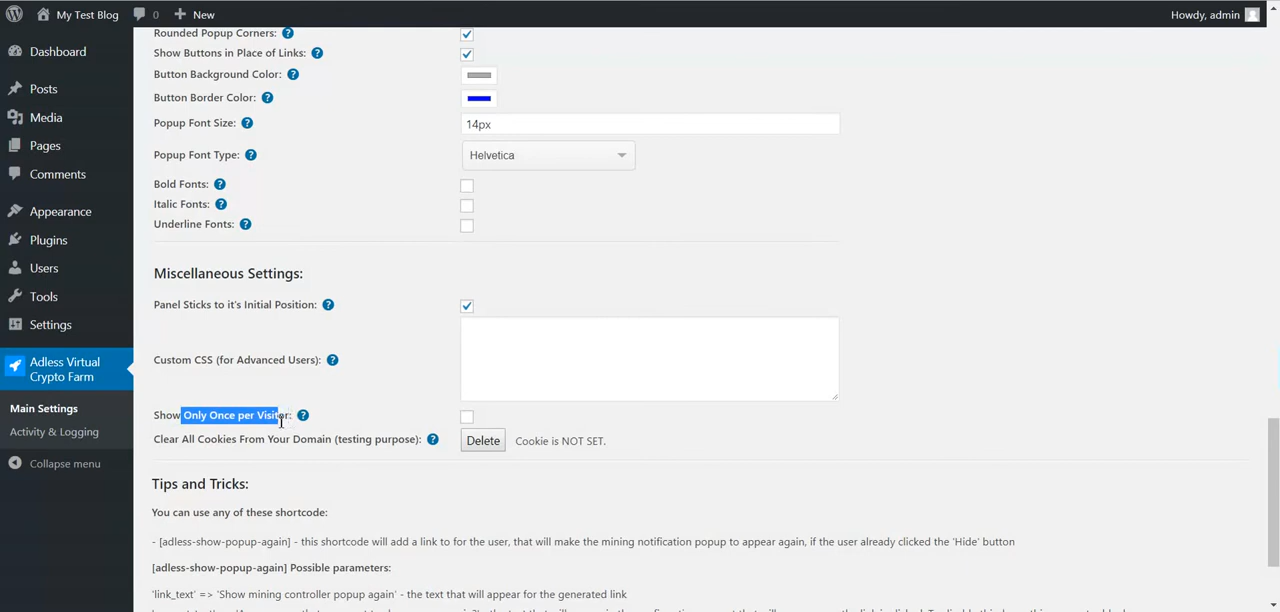 My Test Blog
0
New
Howdy, admin
Dashboard
Posts
Media
Pages
Comments
Appearance
Plugins
Users
Tools
Settings
Adless Virtual
Crypto Farm
Main Settings
Activity & Logging
Collapse menu
Rounded Popup Corners: ?
Show Buttons in Place of Links: ?
Button Background Color: ?
Button Border Color: ?
Popup Font Size: ? 14px
Popup Font Type: ? Helvetica
Bold Fonts: ?
Italic Fonts: ?
Underline Fonts: ?
Miscellaneous Settings:
Panel Sticks to it's Initial Position: ?
Custom CSS (for Advanced Users): ?
Show Only Once per Visitor: ?
Clear All Cookies From Your Domain (testing purpose): ? Delete Cookie is NOT SET.
Tips and Tricks:
You can use any of these shortcode:
- [adless-show-popup-again] - this shortcode will add a link to for the user, that will make the mining notification popup to appear again, if the user already clicked the 'Hide' button
[adless-show-popup-again] Possible parameters:
'link_text' => 'Show mining controller popup again' - the text that will appear for the generated link